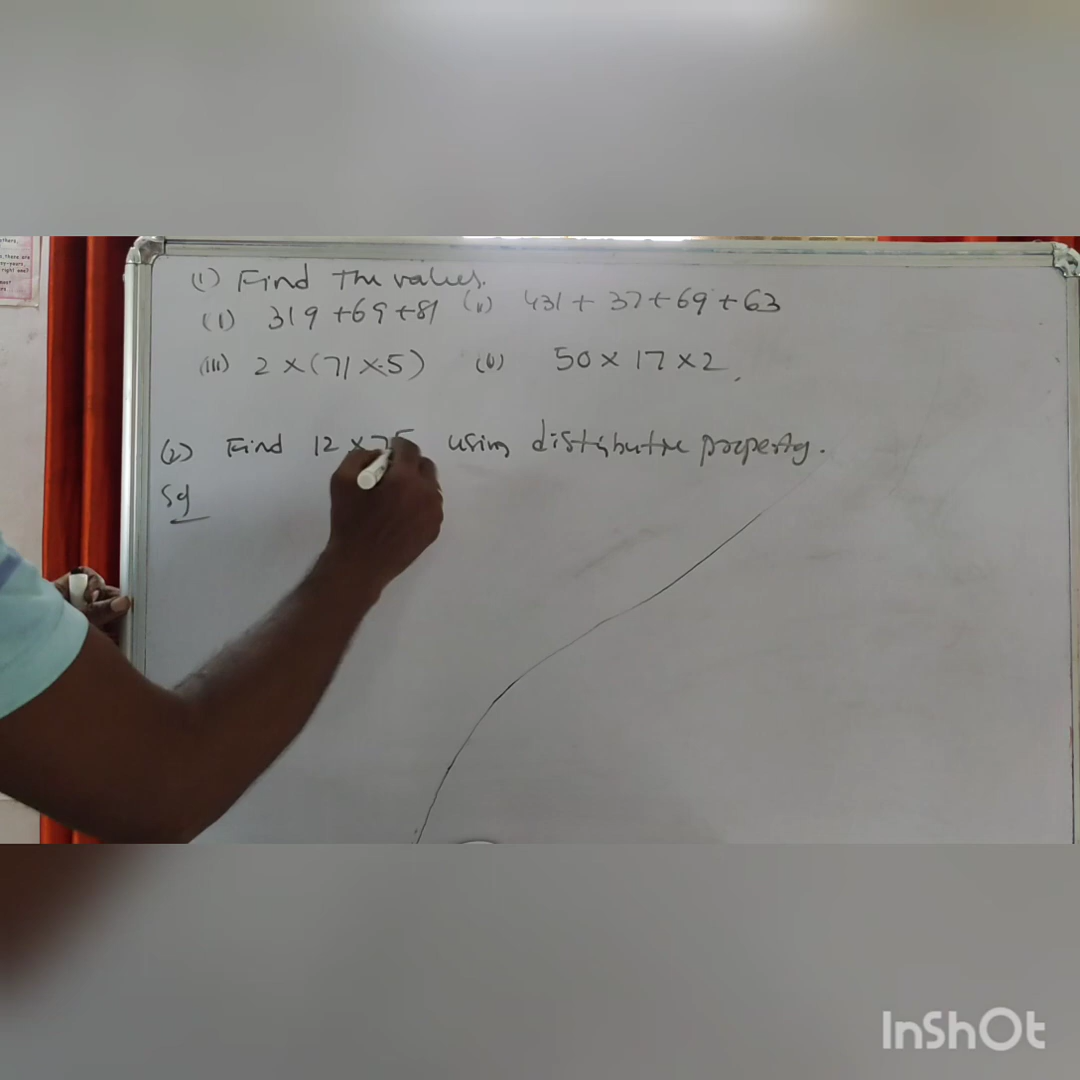 (1) Find the values.
(i) 319 + 69 + 81 (ii) 431 + 37 + 69 + 63
(iii) 2 × (71 × 5) (iv) 50 × 17 × 2
(2) Find 12 × 75 using distributive property.
Sol
InShOt